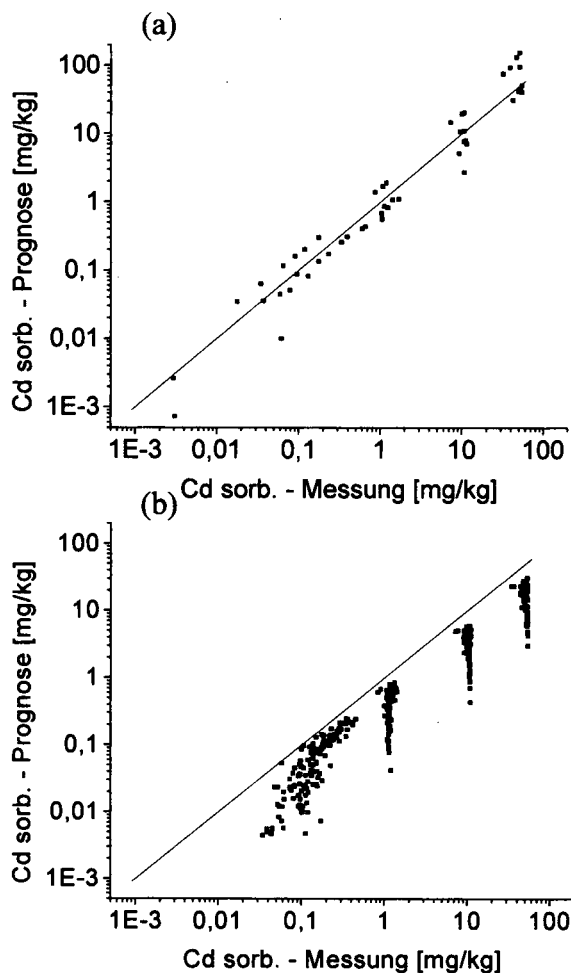 (a)
Cd sorb. - Prognose [mg/kg]
100
10
1
0,1
0,01
1E-3
1E-3 0,01 0,1 1 10 100
Cd sorb. - Messung [mg/kg]
(b)
Cd sorb. - Prognose [mg/kg]
100
10
1
0,1
0,01
1E-3
1E-3 0,01 0,1 1 10 100
Cd sorb. - Messung [mg/kg]